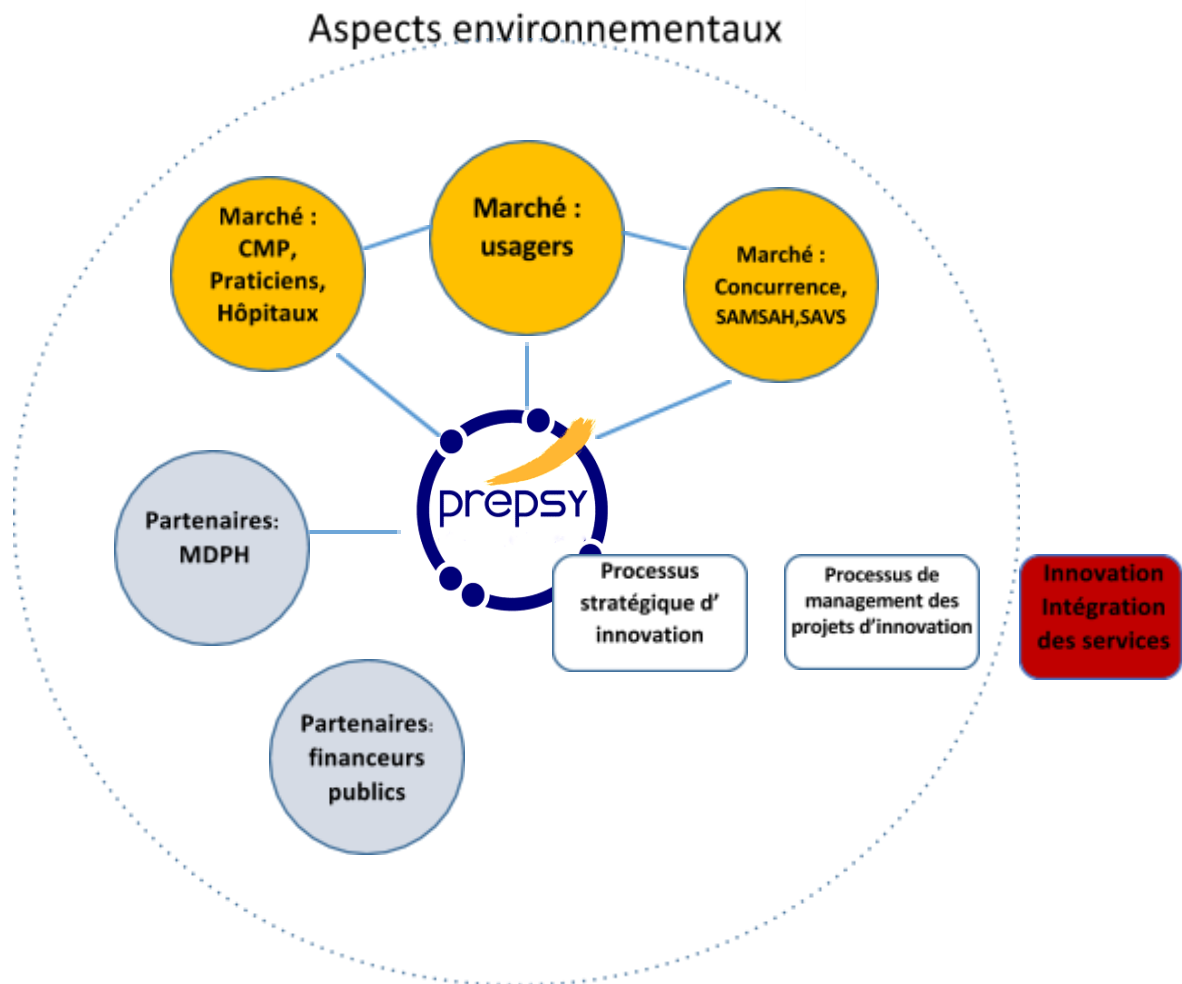 Aspects environnementaux
Marché :
CMP,
Praticiens,
Hôpitaux
Marché :
usagers
Marché :
Concurrence,
SAMSAH,SAVS
prepsy
Partenaires:
MDPH
Processus
stratégique d’
innovation
Processus de
management des
projets d’innovation
Innovation
Intégration
des services
Partenaires:
financeurs
publics